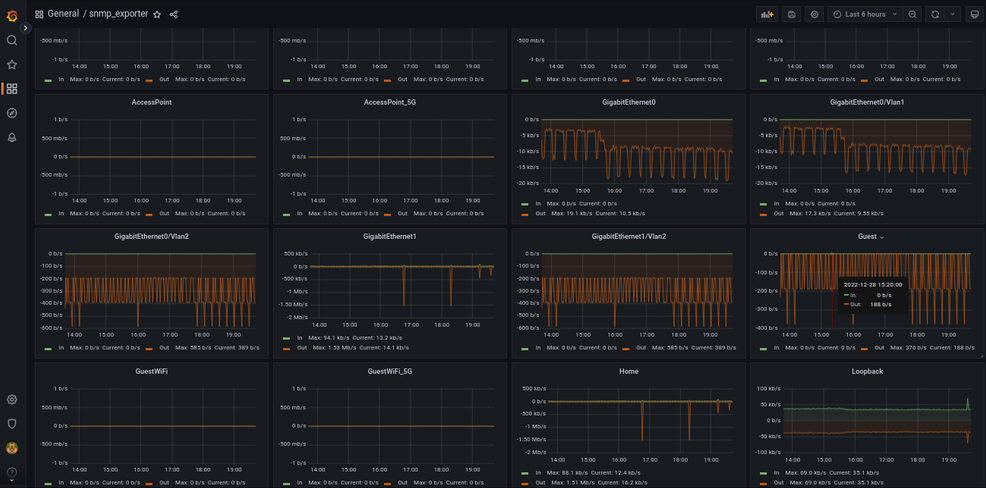 General / snmp_exporter
Last 6 hours
-500 mb/s
-1 b/s
14:00 15:00 16:00 17:00 18:00 19:00
In Max: 0 b/s Current: 0 b/s Out Max: 0 b/s Current: 0 b/s
-500 mb/s
-1 b/s
14:00 15:00 16:00 17:00 18:00 19:00
In Max: 0 b/s Current: 0 b/s Out Max: 0 b/s Current: 0 b/s
-500 mb/s
-1 b/s
14:00 15:00 16:00 17:00 18:00 19:00
In Max: 0 b/s Current: 0 b/s Out Max: 0 b/s Current: 0 b/s
-500 mb/s
-1 b/s
14:00 15:00 16:00 17:00 18:00 19:00
In Max: 0 b/s Current: 0 b/s Out Max: 0 b/s Current: 0 b/s
AccessPoint
1 b/s
500 mb/s
0 b/s
-500 mb/s
-1 b/s
14:00 15:00 16:00 17:00 18:00 19:00
In Max: 0 b/s Current: 0 b/s Out Max: 0 b/s Current: 0 b/s
AccessPoint_5G
1 b/s
500 mb/s
0 b/s
-500 mb/s
-1 b/s
14:00 15:00 16:00 17:00 18:00 19:00
In Max: 0 b/s Current: 0 b/s Out Max: 0 b/s Current: 0 b/s
GigabitEthernet0
0 b/s
-5 kb/s
-10 kb/s
-15 kb/s
-20 kb/s
14:00 15:00 16:00 17:00 18:00 19:00
In Max: 0 b/s Current: 0 b/s
Out Max: 19.1 kb/s Current: 10.5 kb/s
GigabitEthernet0/Vlan1
0 b/s
-5 kb/s
-10 kb/s
-15 kb/s
-20 kb/s
14:00 15:00 16:00 17:00 18:00 19:00
In Max: 0 b/s Current: 0 b/s
Out Max: 17.3 kb/s Current: 9.55 kb/s
GigabitEthernet0/Vlan2
0 b/s
-100 b/s
-200 b/s
-300 b/s
-400 b/s
-500 b/s
-600 b/s
14:00 15:00 16:00 17:00 18:00 19:00
In Max: 0 b/s Current: 0 b/s Out Max: 585 b/s Current: 389 b/s
GigabitEthernet1
500 kb/s
0 b/s
-500 kb/s
-1 Mb/s
-1.50 Mb/s
-2 Mb/s
14:00 15:00 16:00 17:00 18:00 19:00
In Max: 94.1 kb/s Current: 13.2 kb/s
Out Max: 1.53 Mb/s Current: 14.1 kb/s
GigabitEthernet1/Vlan2
0 b/s
-100 b/s
-200 b/s
-300 b/s
-400 b/s
-500 b/s
-600 b/s
14:00 15:00 16:00 17:00 18:00 19:00
In Max: 0 b/s Current: 0 b/s Out Max: 585 b/s Current: 389 b/s
Guest
0 b/s
-100 b/s
-200 b/s
-300 b/s
-400 b/s
2022-12-28 15:20:00
In: 0 b/s
Out: 188 b/s
14:00 15:00 16:00 17:00 18:00 19:00
In Max: 0 b/s Current: 0 b/s Out Max: 376 b/s Current: 188 b/s
GuestWiFi
1 b/s
500 mb/s
0 b/s
-500 mb/s
-1 b/s
14:00 15:00 16:00 17:00 18:00 19:00
In Max: 0 b/s Current: 0 b/s Out Max: 0 b/s Current: 0 b/s
GuestWiFi_5G
1 b/s
500 mb/s
0 b/s
-500 mb/s
-1 b/s
14:00 15:00 16:00 17:00 18:00 19:00
In Max: 0 b/s Current: 0 b/s Out Max: 0 b/s Current: 0 b/s
Home
500 kb/s
0 b/s
-500 kb/s
-1 Mb/s
-1.50 Mb/s
-2 Mb/s
14:00 15:00 16:00 17:00 18:00 19:00
In Max: 88.1 kb/s Current: 12.4 kb/s
Out Max: 1.51 Mb/s Current: 16.2 kb/s
Loopback
100 kb/s
50 kb/s
0 b/s
-50 kb/s
-100 kb/s
14:00 15:00 16:00 17:00 18:00 19:00
In Max: 69.0 kb/s Current: 35.1 kb/s
Out Max: 69.0 kb/s Current: 35.1 kb/s